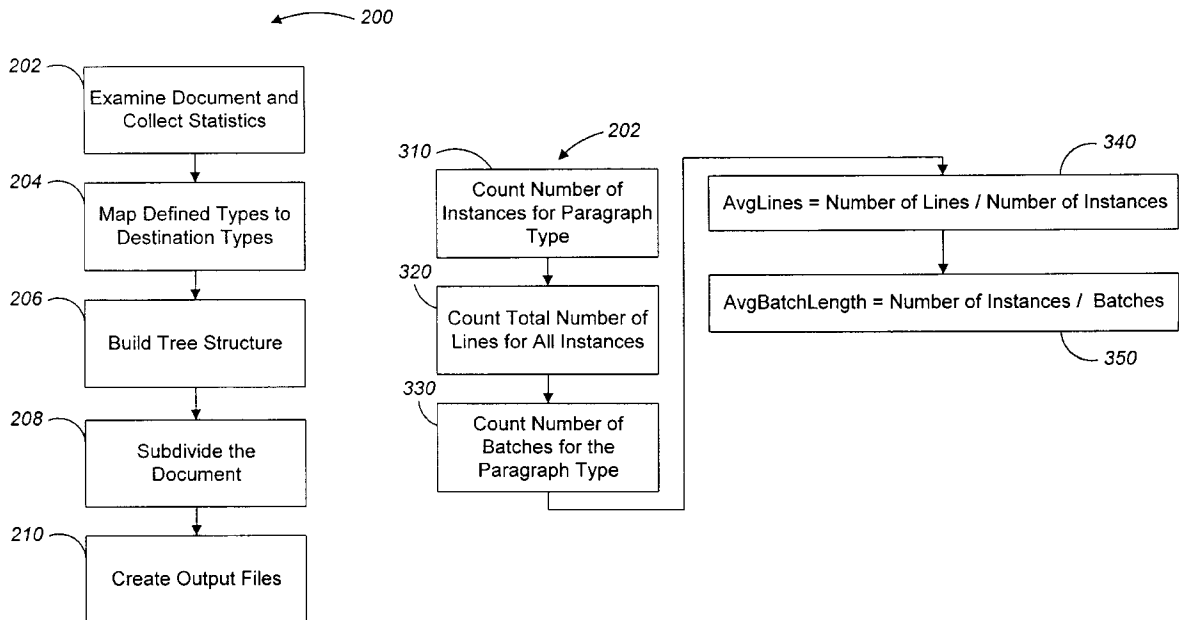 200
202
Examine Document and
Collect Statistics
204
Map Defined Types to
Destination Types
206
Build Tree Structure
208
Subdivide the
Document
210
Create Output Files
202
310
Count Number of
Instances for Paragraph
Type
320
Count Total Number of
Lines for All Instances
330
Count Number of
Batches for the
Paragraph Type
340
AvgLines = Number of Lines / Number of Instances
AvgBatchLength = Number of Instances / Batches
350